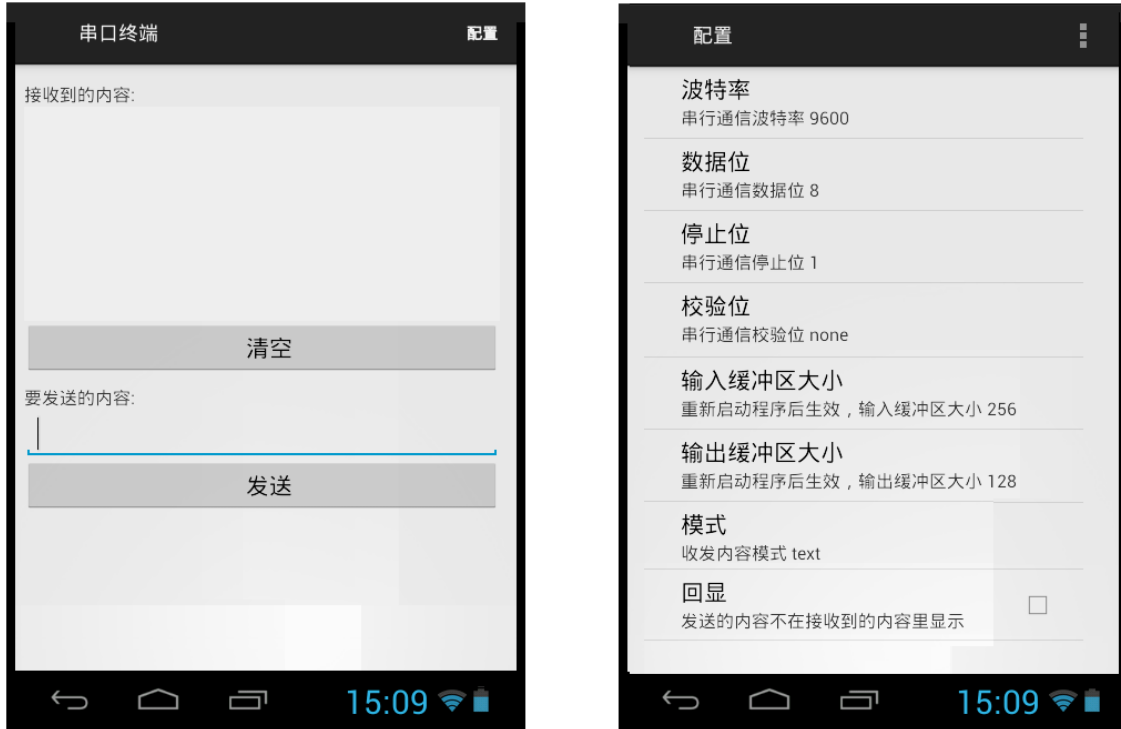 串口终端
配置
接收到的内容:
清空
要发送的内容:
发送
15:09
配置
波特率
串行通信波特率 9600
数据位
串行通信数据位 8
停止位
串行通信停止位 1
校验位
串行通信校验位 none
输入缓冲区大小
重新启动程序后生效，输入缓冲区大小 256
输出缓冲区大小
重新启动程序后生效，输出缓冲区大小 128
模式
收发内容模式 text
回显
发送的内容不在接收到的内容里显示
15:09